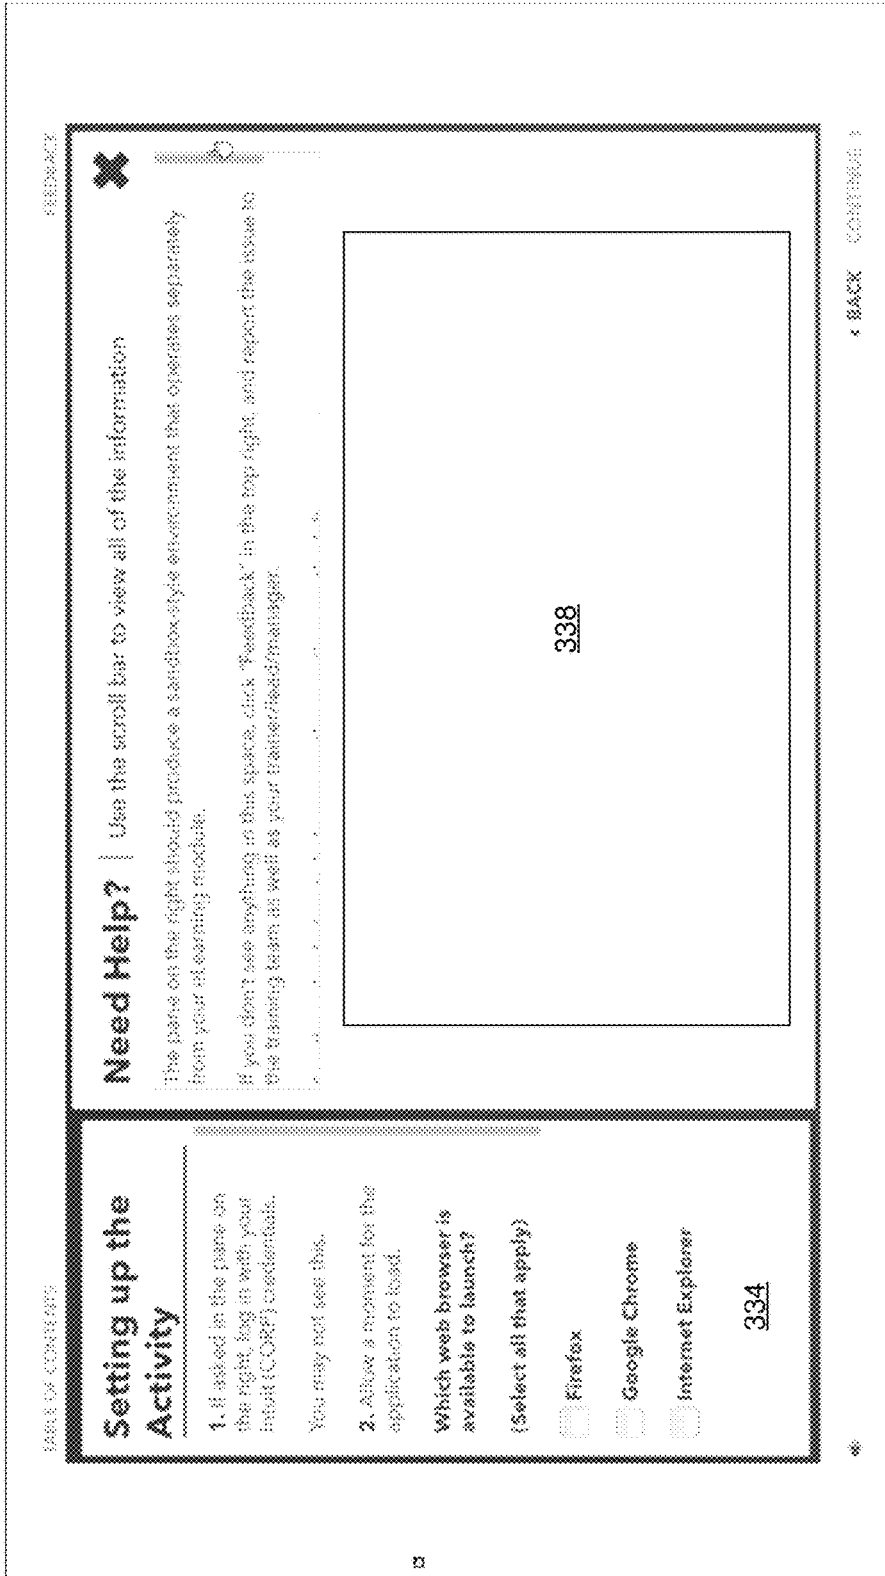 TABLE OF CONTENTS
FEEDBACK
Setting up the
Activity
1. If asked in the pane on
the right, log in with your
Intuit (CORP) credentials.
You may not see this.
2. Allow a moment for the
application to load.
Which web browser is
available to launch?
(Select all that apply)
Firefox
Google Chrome
Internet Explorer
334
Need Help? | Use the scroll bar to view all of the information
The pane on the right should produce a sandbox-style environment that operates separately
from your eLearning module.
If you don't see anything in this space, click "Feedback" in the top right, and report the issue to
the training team as well as your trainer/lead/manager.
338
< BACK
CONTINUE >